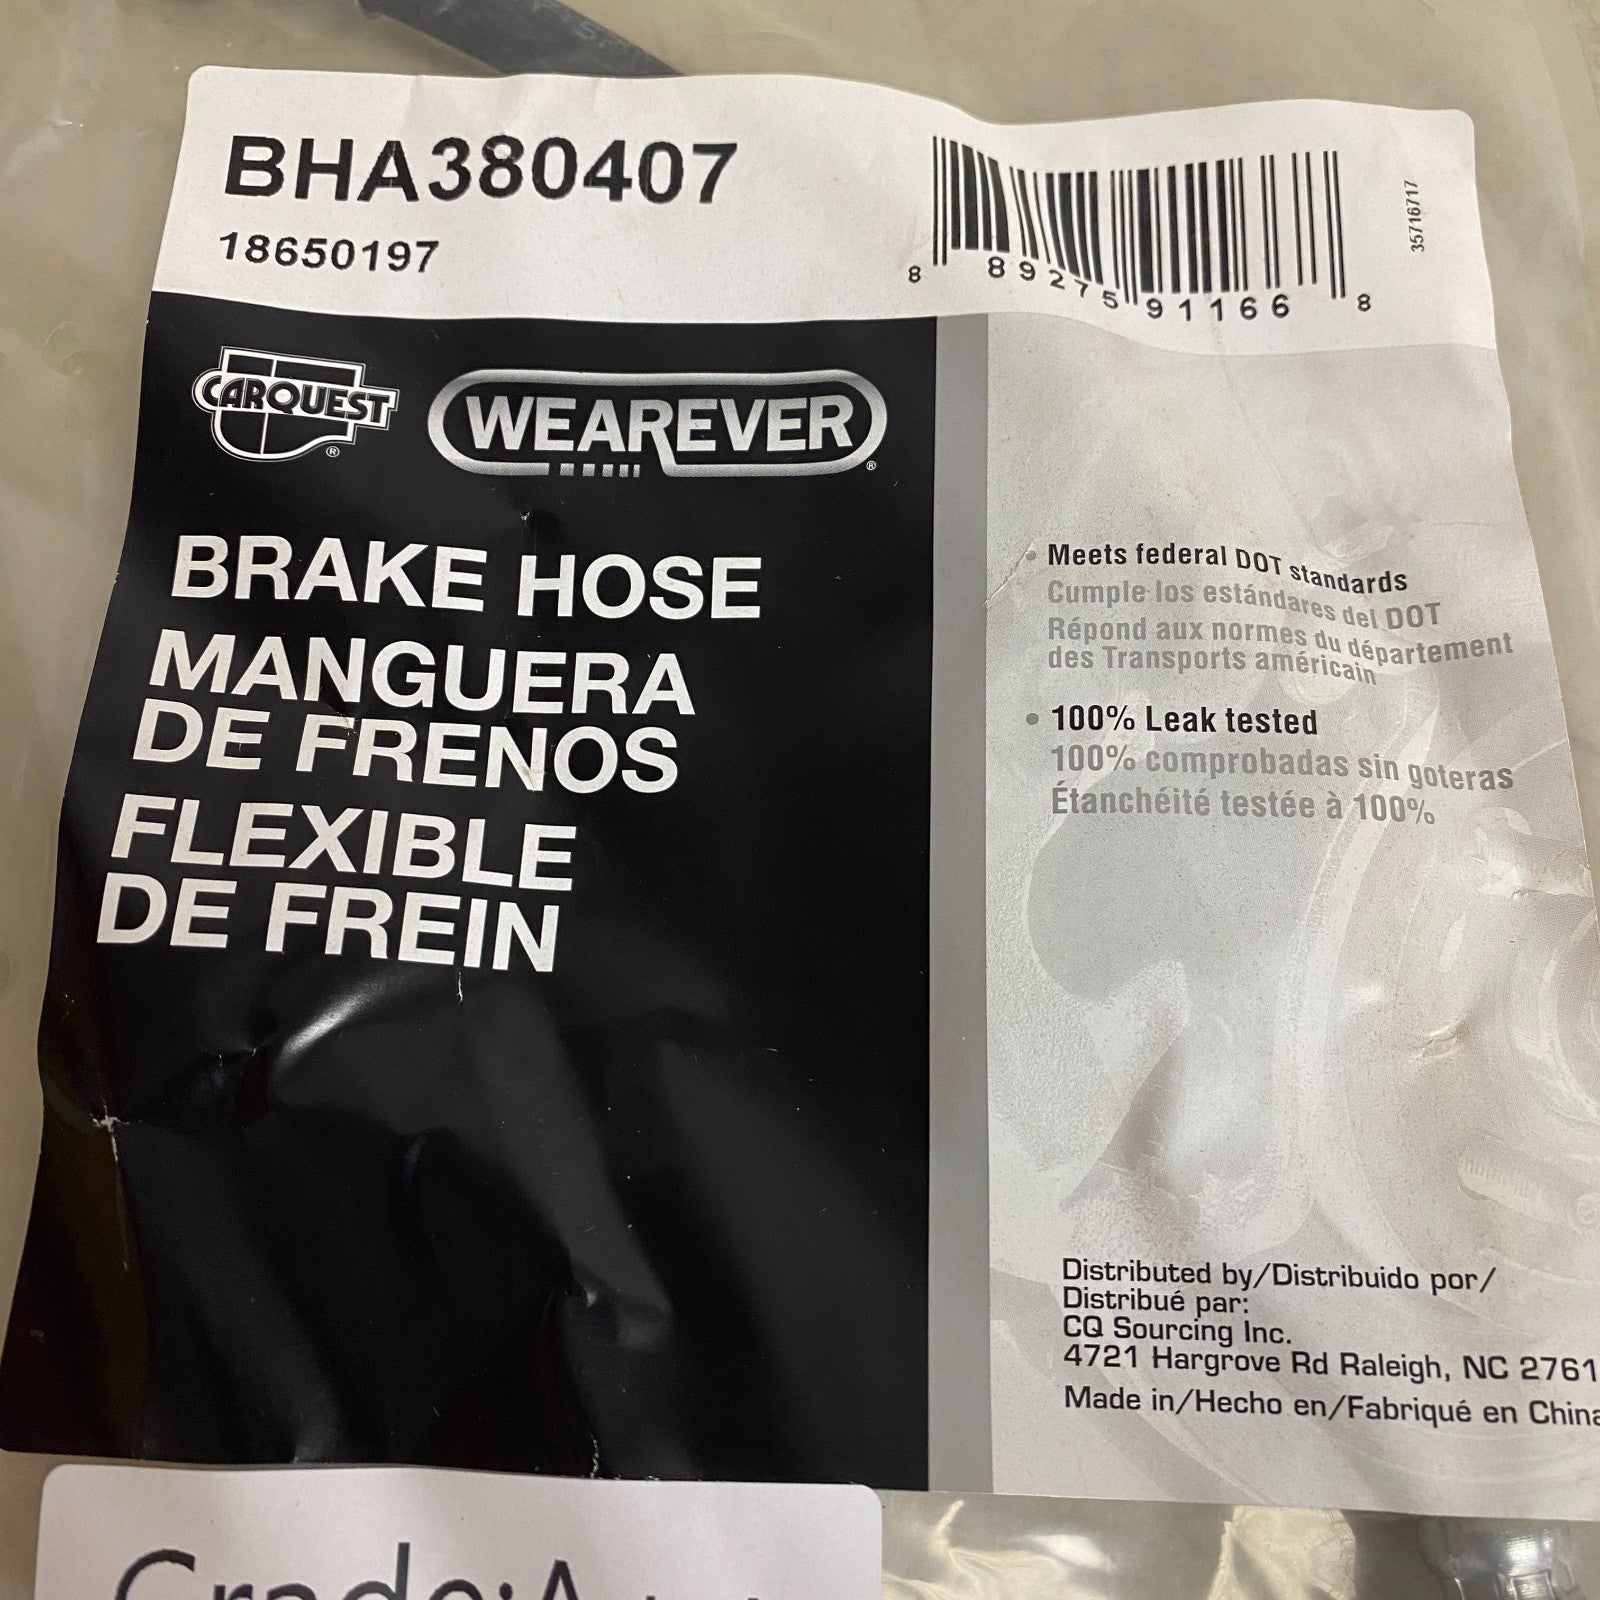 BHA380407
18650197
8 89275 91166 8
35716717
CARQUEST ®
WEAREVER ®
BRAKE HOSE
MANGUERA
DE FRENOS
FLEXIBLE
DE FREIN
• Meets federal DOT standards
Cumple los estándares del DOT
Répond aux normes du département
des Transports américain
• 100% Leak tested
100% comprobadas sin goteras
Étanchéité testée à 100%
Distributed by/Distribuido por/
Distribué par:
CQ Sourcing Inc.
4721 Hargrove Rd Raleigh, NC 2761
Made in/Hecho en/Fabriqué en China
Grade:A